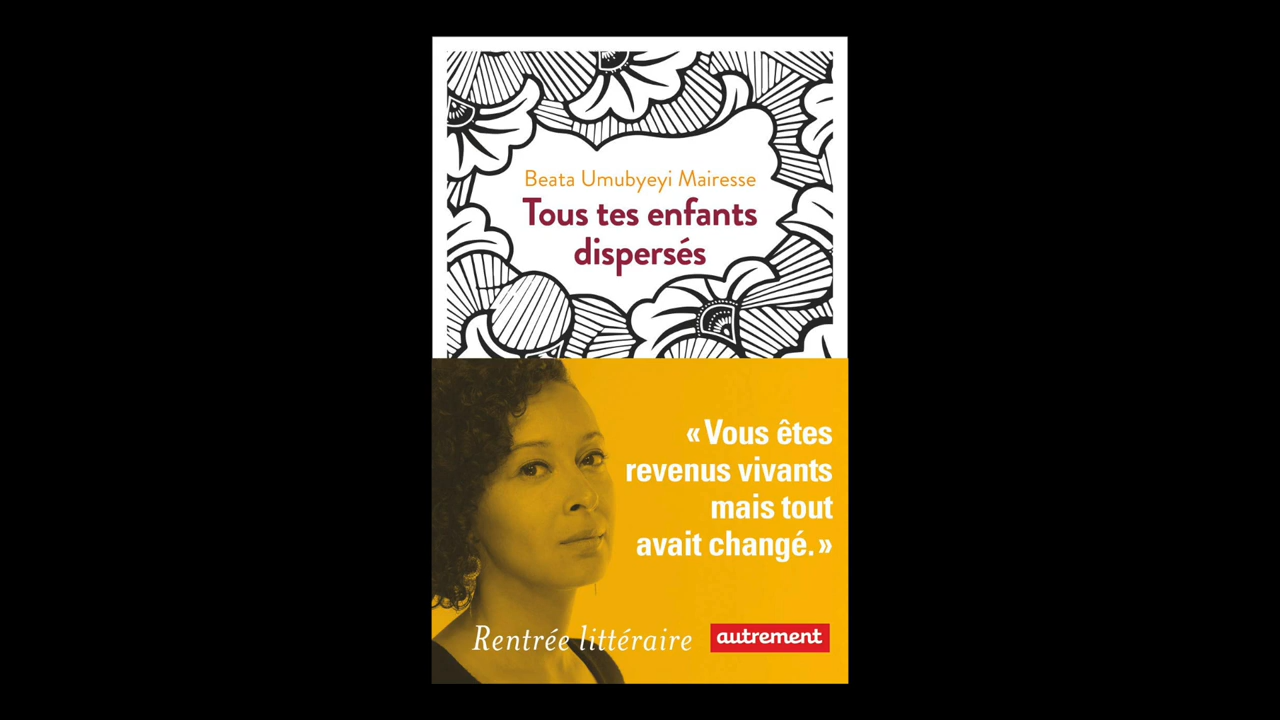 Beata Umubyeyi Mairesse
Tous tes enfants
dispersés
« Vous êtes
revenus vivants
mais tout
avait changé. »
Rentrée littéraire
autrement